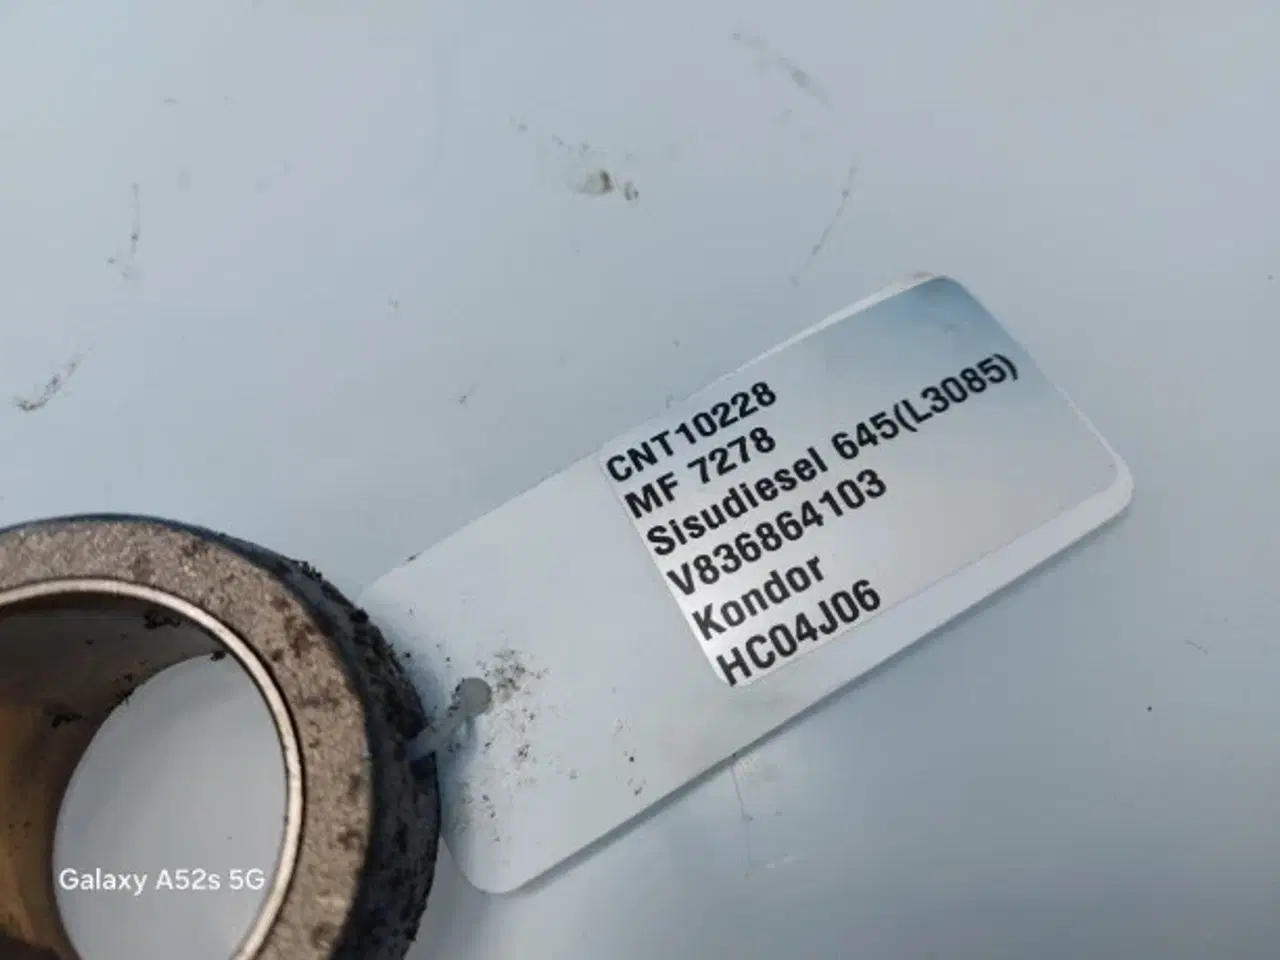 CNT10228
MF 7278
Sisudiesel 645(L3085)
V836864103
Kondor
HC04J06
Galaxy A52s 5G